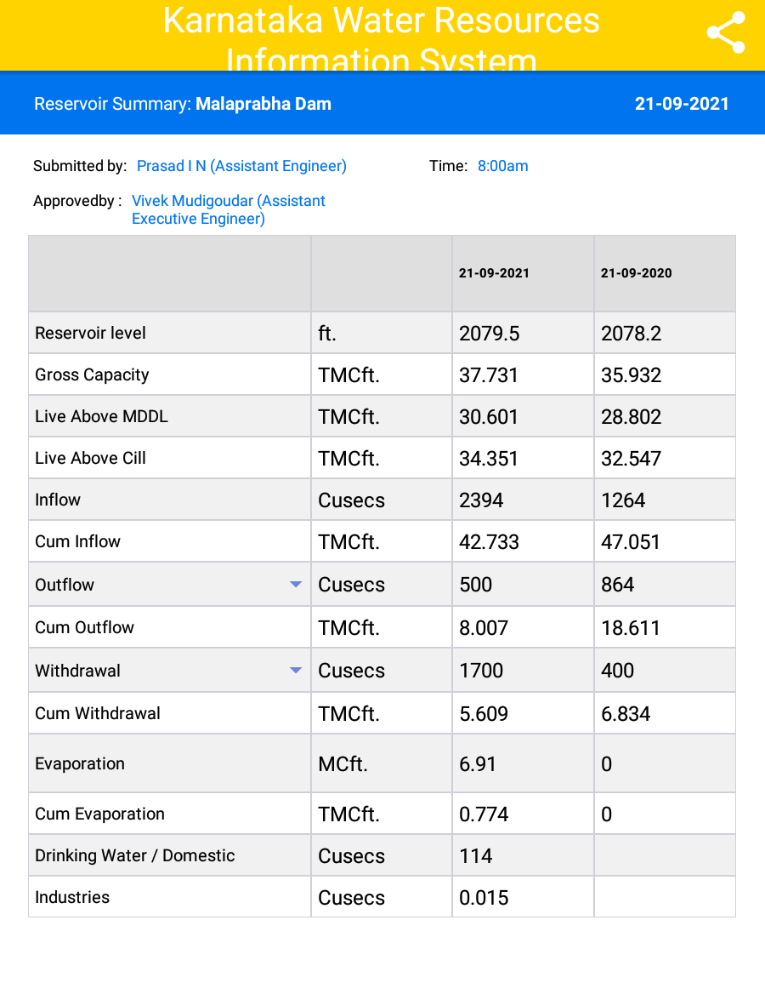 Karnataka Water Resources
Information System
Reservoir Summary: Malaprabha Dam 21-09-2021
Submitted by: Prasad I N (Assistant Engineer) Time: 8:00am
Approvedby : Vivek Mudigoudar (Assistant
Executive Engineer)
21-09-2021 21-09-2020
Reservoir level ft. 2079.5 2078.2
Gross Capacity TMCft. 37.731 35.932
Live Above MDDL TMCft. 30.601 28.802
Live Above Cill TMCft. 34.351 32.547
Inflow Cusecs 2394 1264
Cum Inflow TMCft. 42.733 47.051
Outflow Cusecs 500 864
Cum Outflow TMCft. 8.007 18.611
Withdrawal Cusecs 1700 400
Cum Withdrawal TMCft. 5.609 6.834
Evaporation MCft. 6.91 0
Cum Evaporation TMCft. 0.774 0
Drinking Water / Domestic Cusecs 114
Industries Cusecs 0.015